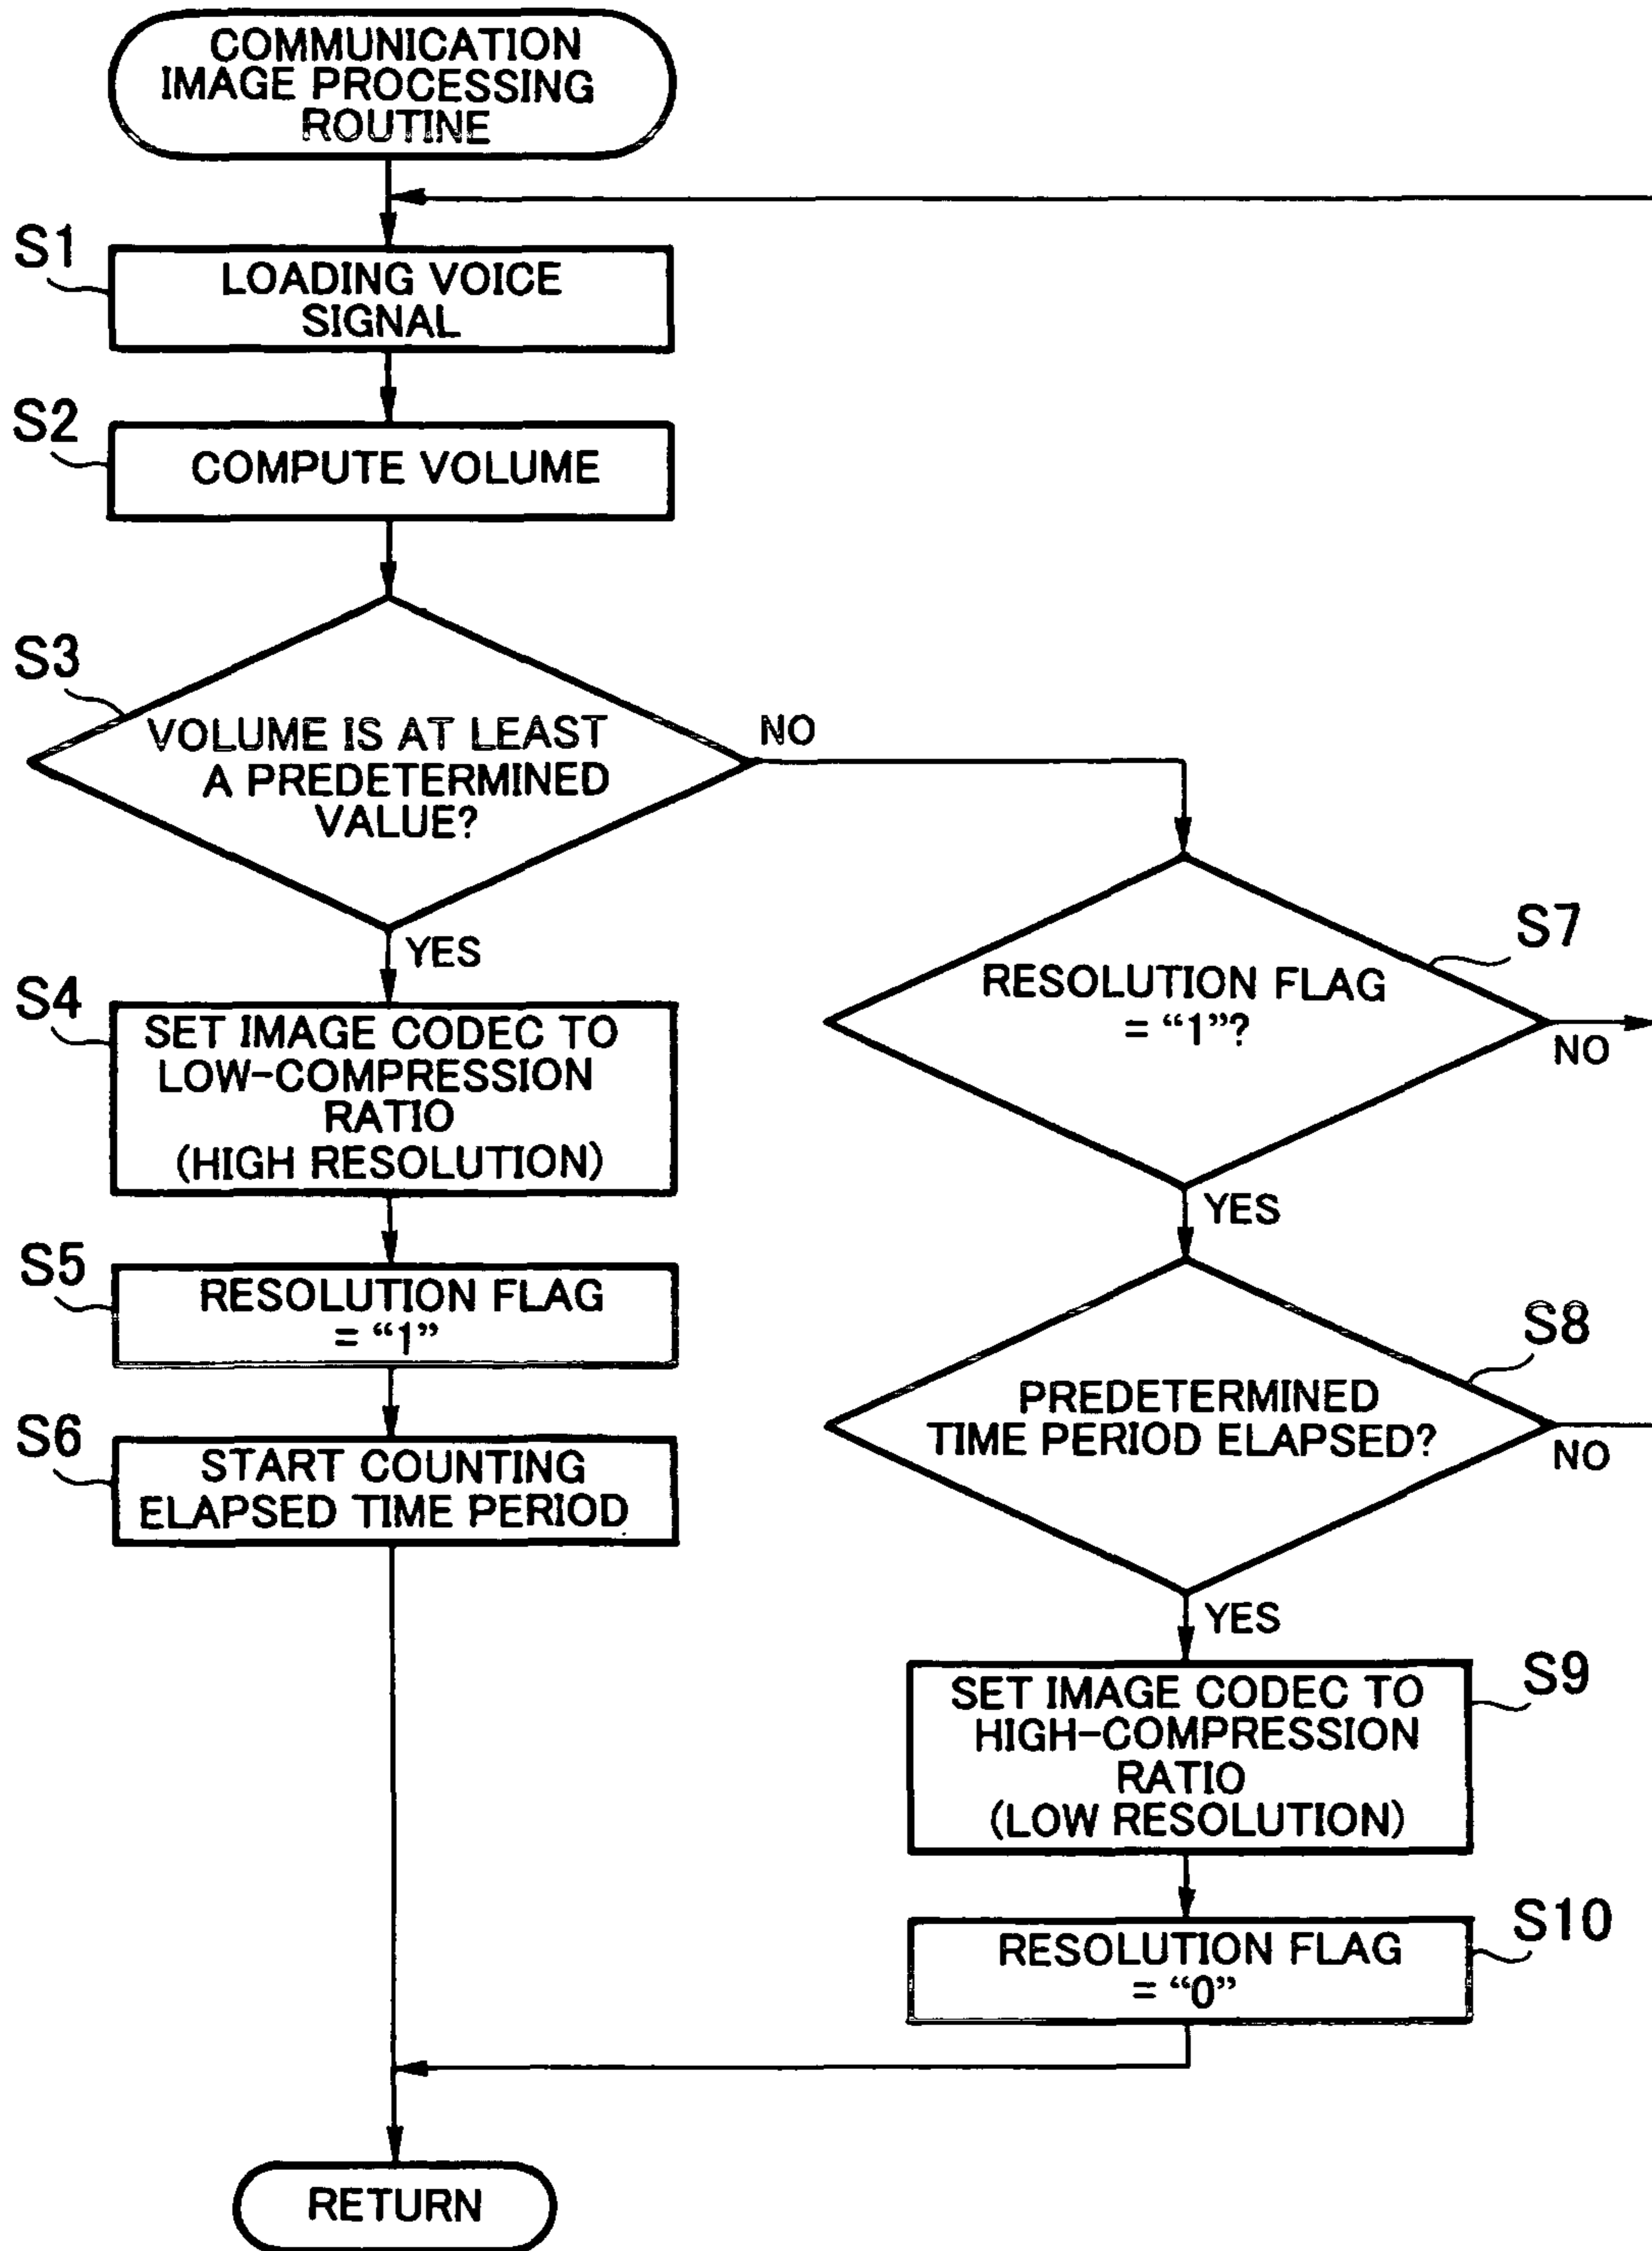 COMMUNICATION
IMAGE PROCESSING
ROUTINE
S1
LOADING VOICE
SIGNAL
S2
COMPUTE VOLUME
S3
VOLUME IS AT LEAST
A PREDETERMINED
VALUE?
NO
YES
S4
SET IMAGE CODEC TO
LOW-COMPRESSION
RATIO
(HIGH RESOLUTION)
S5
RESOLUTION FLAG
= “1”
S6
START COUNTING
ELAPSED TIME PERIOD
S7
RESOLUTION FLAG
= “1”?
NO
YES
S8
PREDETERMINED
TIME PERIOD ELAPSED?
NO
YES
S9
SET IMAGE CODEC TO
HIGH-COMPRESSION
RATIO
(LOW RESOLUTION)
S10
RESOLUTION FLAG
= “0”
RETURN